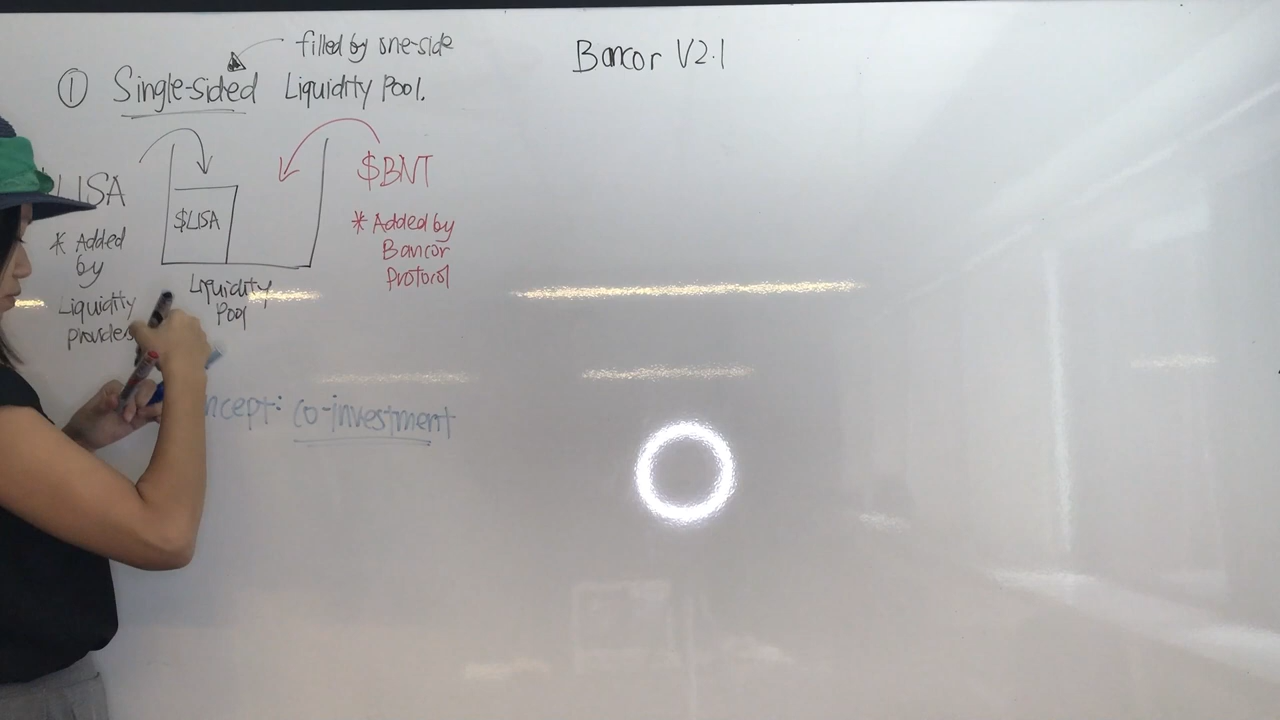 Bancor V2.1
filled by one-side
① Single-sided Liquidity Pool.
LISA
* Added
by
Liquidity
providers
$LISA
Liquidity
Pool
$BNT
* Added by
Bancor
Protocol
co-investment